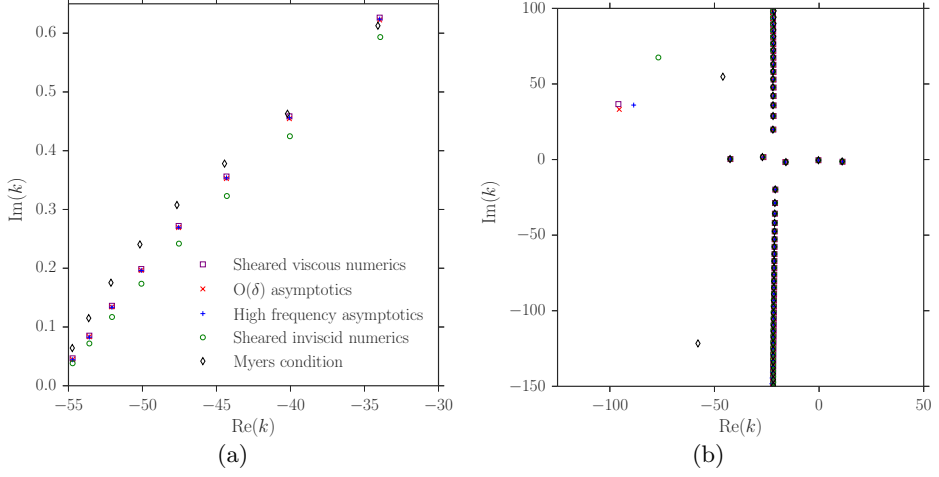 0.6
0.5
0.4
0.3
0.2
0.1
0.0
Im(k)
−55
−50
−45
−40
−35
−30
Re(k)
Sheared viscous numerics
O(δ) asymptotics
High frequency asymptotics
Sheared inviscid numerics
Myers condition
(a)
100
50
0
−50
−100
−150
Im(k)
−100
−50
0
50
Re(k)
(b)